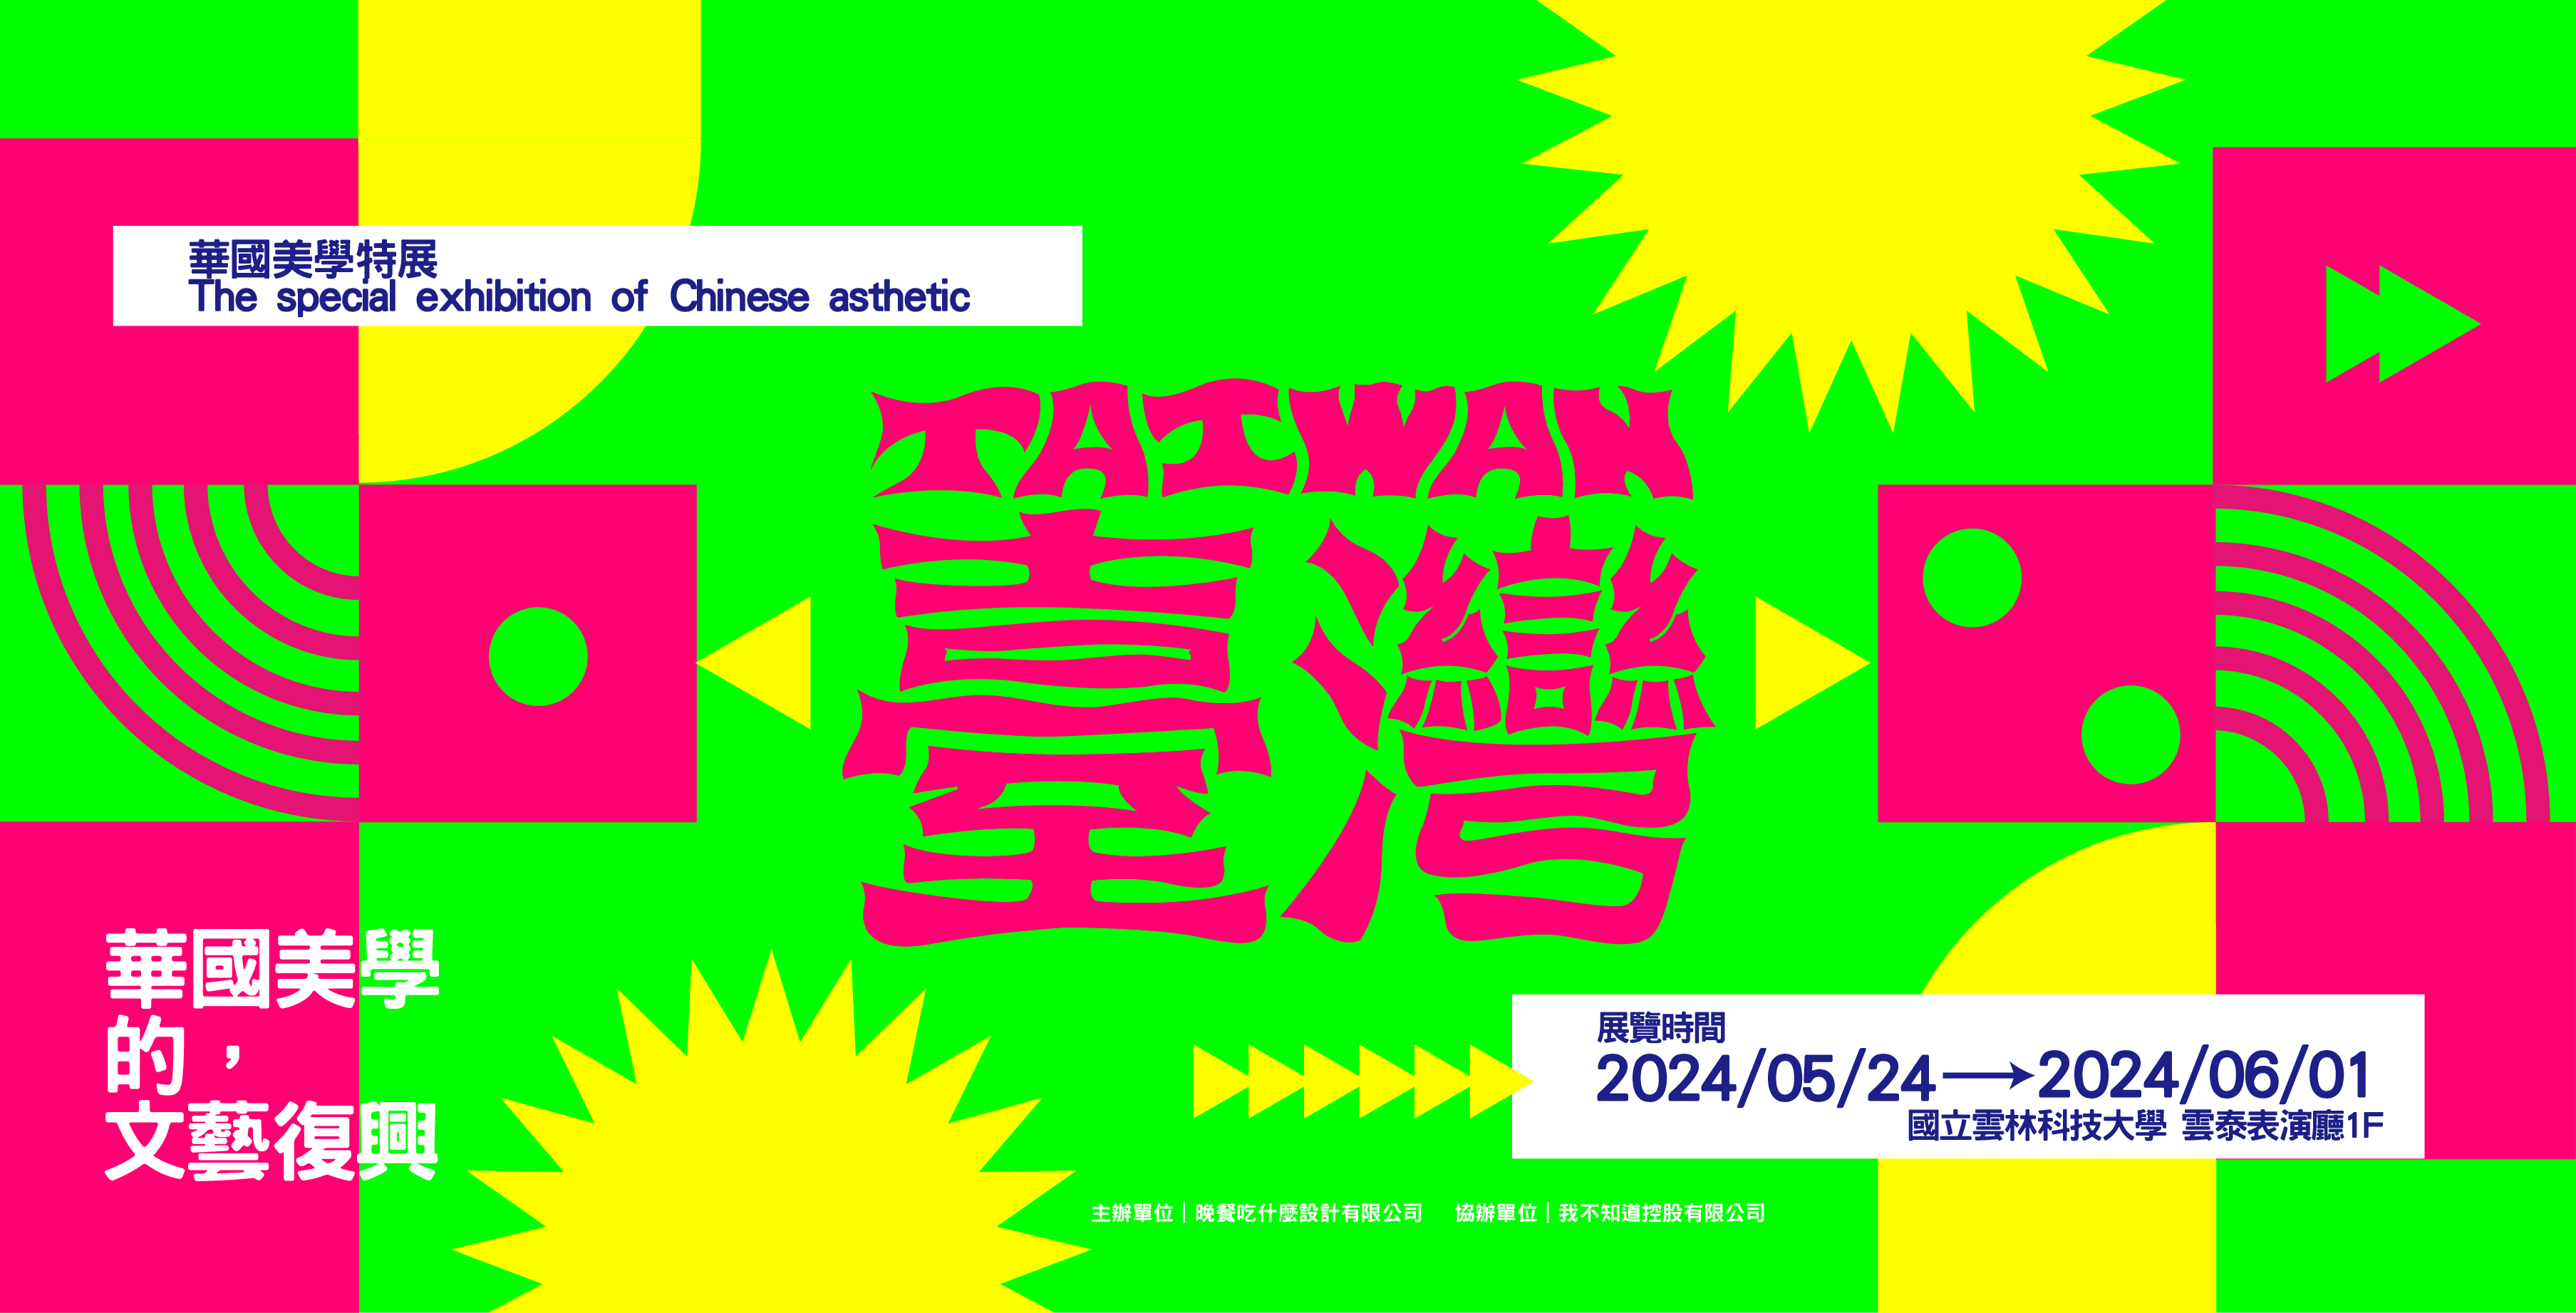 華國美學特展
The special exhibition of Chinese asthetic
TAIWAN
臺灣
華國美學
的，
文藝復興
展覽時間
2024/05/24→2024/06/01
國立雲林科技大學 雲泰表演廳1F
主辦單位｜晚餐吃什麼設計有限公司 協辦單位｜我不知道控股有限公司